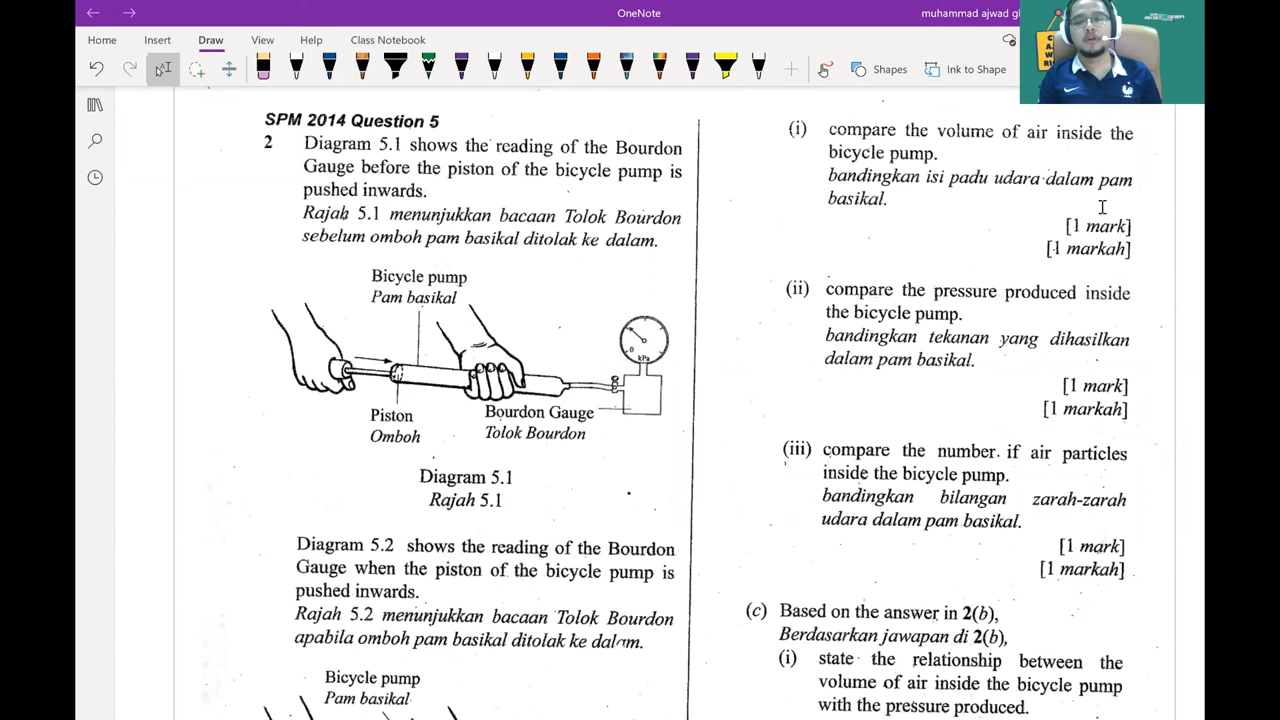 OneNote
muhammad ajwad gh
Home Insert Draw View Help Class Notebook
Shapes Ink to Shape
SPM 2014 Question 5
2 Diagram 5.1 shows the reading of the Bourdon
Gauge before the piston of the bicycle pump is
pushed inwards.
Rajah 5.1 menunjukkan bacaan Tolok Bourdon
sebelum omboh pam basikal ditolak ke dalam.
Bicycle pump
Pam basikal
0
kPa
Piston
Omboh
Bourdon Gauge
Tolok Bourdon
Diagram 5.1
Rajah 5.1
Diagram 5.2 shows the reading of the Bourdon
Gauge when the piston of the bicycle pump is
pushed inwards.
Rajah 5.2 menunjukkan bacaan Tolok Bourdon
apabila omboh pam basikal ditolak ke dalam.
Bicycle pump
Pam basikal
(i) compare the volume of air inside the
bicycle pump.
bandingkan isi padu udara dalam pam
basikal.
[1 mark]
[1 markah]
(ii) compare the pressure produced inside
the bicycle pump.
bandingkan tekanan yang dihasilkan
dalam pam basikal.
[1 mark]
[1 markah]
(iii) compare the number. if air particles
inside the bicycle pump.
bandingkan bilangan zarah-zarah
udara dalam pam basikal.
[1 mark]
[1 markah]
(c) Based on the answer in 2(b),
Berdasarkan jawapan di 2(b),
(i) state the relationship between the
volume of air inside the bicycle pump
with the pressure produced.